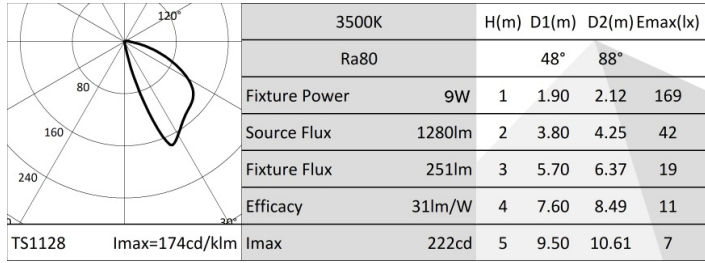 120°
80
160
240
30°
TS1128 Imax=174cd/klm
3500K
Ra80
Fixture Power 9W
Source Flux 1280lm
Fixture Flux 251lm
Efficacy 31lm/W
Imax 222cd
H(m) D1(m) D2(m) Emax(lx)
48° 88°
1 1.90 2.12 169
2 3.80 4.25 42
3 5.70 6.37 19
4 7.60 8.49 11
5 9.50 10.61 7